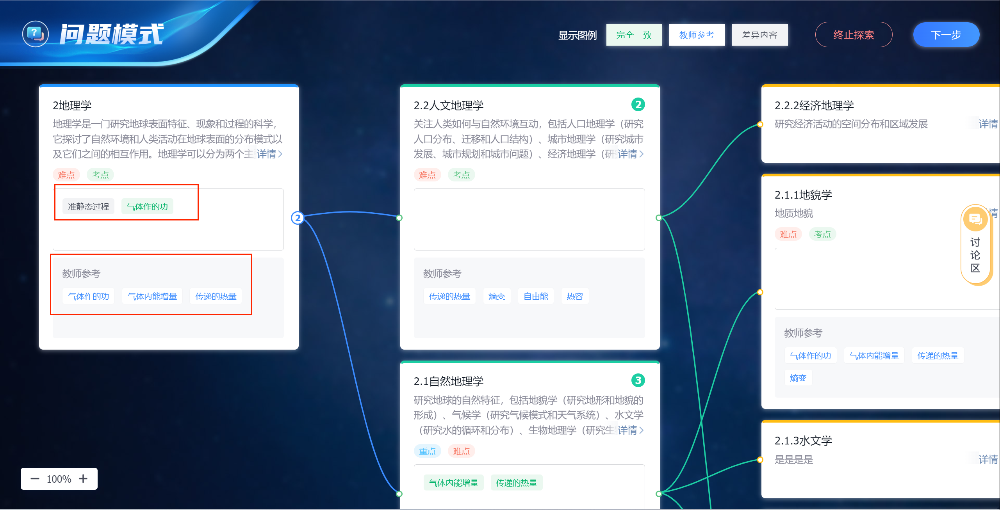 问题模式
显示图例
完全一致
教师参考
差异内容
终止探索
下一步
2地理学
地理学是一门研究地球表面特征、现象和过程的科学，
它探讨了自然环境和人类活动在地球表面的分布模式以
及它们之间的相互作用。地理学可以分为两个主
详情
难点 考点
准静态过程 气体作的功
教师参考
气体作的功 气体内能增量 传递的热量
2
2.2人文地理学
2
关注人类如何与自然环境互动，包括人口地理学（研究
人口分布、迁移和人口结构）、城市地理学（研究城市
发展、城市规划和城市问题）、经济地理学（研
详情
难点 考点
教师参考
传递的热量 熵变 自由能 热容
2.1自然地理学
3
研究地球的自然特征，包括地貌学（研究地形和地貌的
形成）、气候学（研究气候模式和天气系统）、水文学
（研究水的循环和分布）、生物地理学（研究生
详情
重点 难点
气体内能增量 传递的热量
2.2.2经济地理学
研究经济活动的空间分布和区域发展
详情
2.1.1地貌学
地质地貌
情
难点 考点
教师参考
气体作的功 气体内能增量 传递的热量
熵变
2.1.3水文学
是是是是
详情
讨
论
区
100%